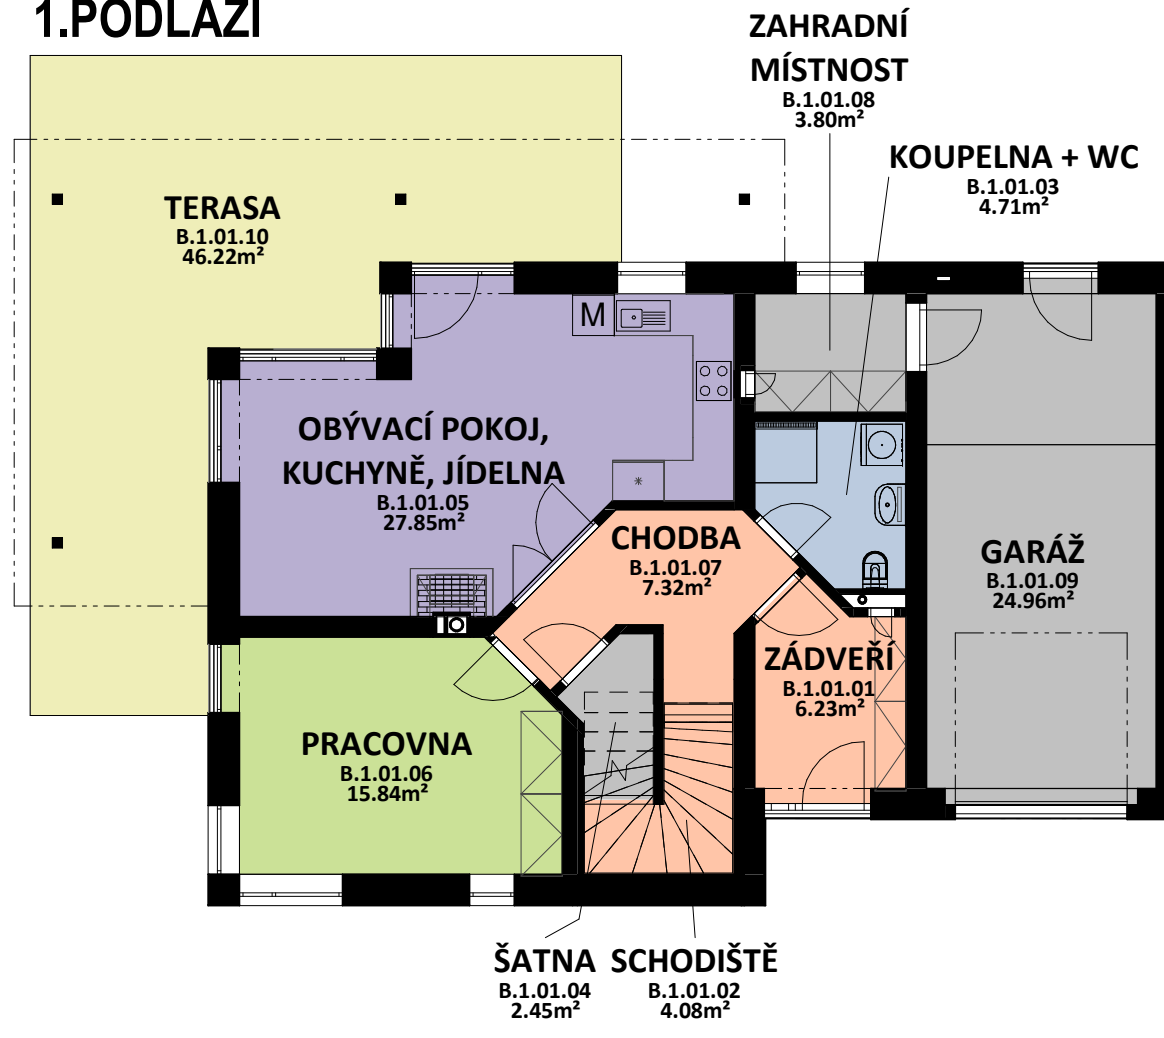 1.PODLAŽÍ
ZAHRADNÍ
MÍSTNOST
B.1.01.08
3.80m²
KOUPELNA + WC
B.1.01.03
4.71m²
TERASA
B.1.01.10
46.22m²
M
OBÝVACÍ POKOJ,
KUCHYNĚ, JÍDELNA
B.1.01.05
27.85m²
CHODBA
B.1.01.07
7.32m²
GARÁŽ
B.1.01.09
24.96m²
ZÁDVEŘÍ
B.1.01.01
6.23m²
PRACOVNA
B.1.01.06
15.84m²
ŠATNA
B.1.01.04
2.45m²
SCHODIŠTĚ
B.1.01.02
4.08m²